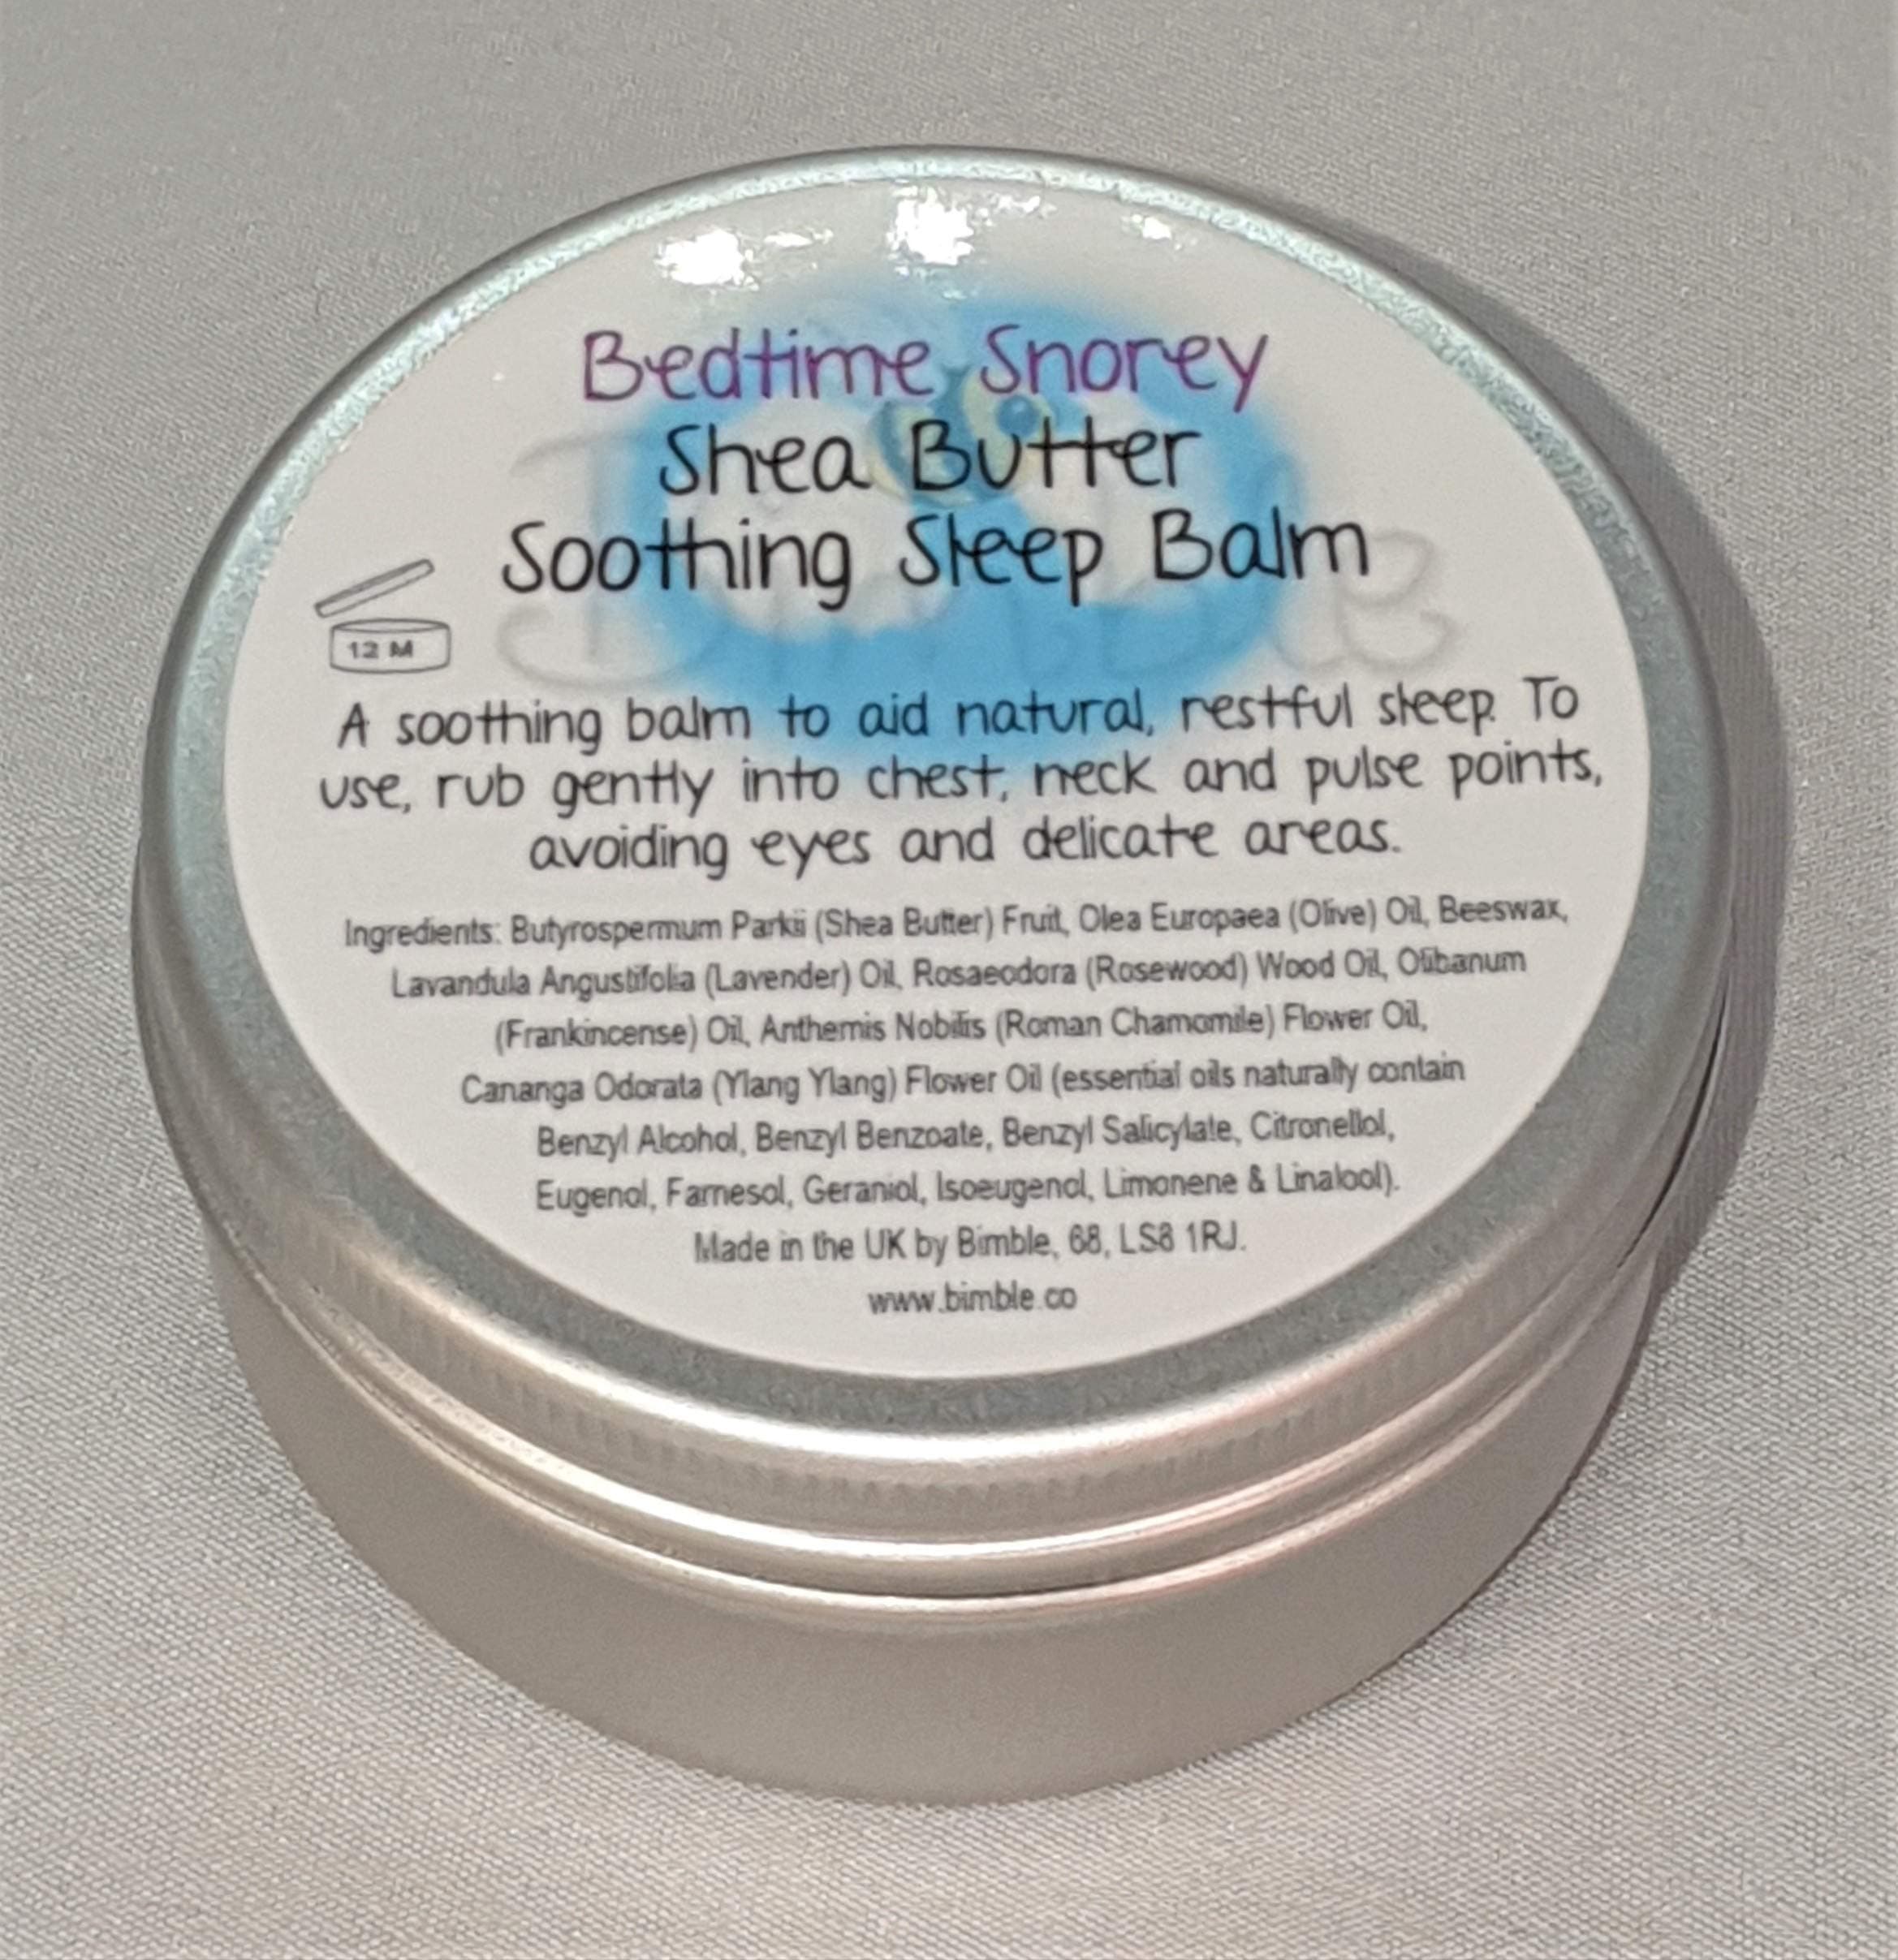 Bedtime Snorey
Shea Butter
Soothing Sleep Balm
12 M
A soothing balm to aid natural, restful sleep. To
use, rub gently into chest, neck and pulse points,
avoiding eyes and delicate areas.
Ingredients: Butyrospermum Parkii (Shea Butter) Fruit, Olea Europaea (Olive) Oil, Beeswax,
Lavandula Angustifolia (Lavender) Oil, Rosaeodora (Rosewood) Wood Oil, Olibanum
(Frankincense) Oil, Anthemis Nobilis (Roman Chamomile) Flower Oil,
Cananga Odorata (Ylang Ylang) Flower Oil (essential oils naturally contain
Benzyl Alcohol, Benzyl Benzoate, Benzyl Salicylate, Citronellol,
Eugenol, Farnesol, Geraniol, Isoeugenol, Limonene & Linalool).
Made in the UK by Bimble, 68, LS8 1RJ.
www.bimble.co